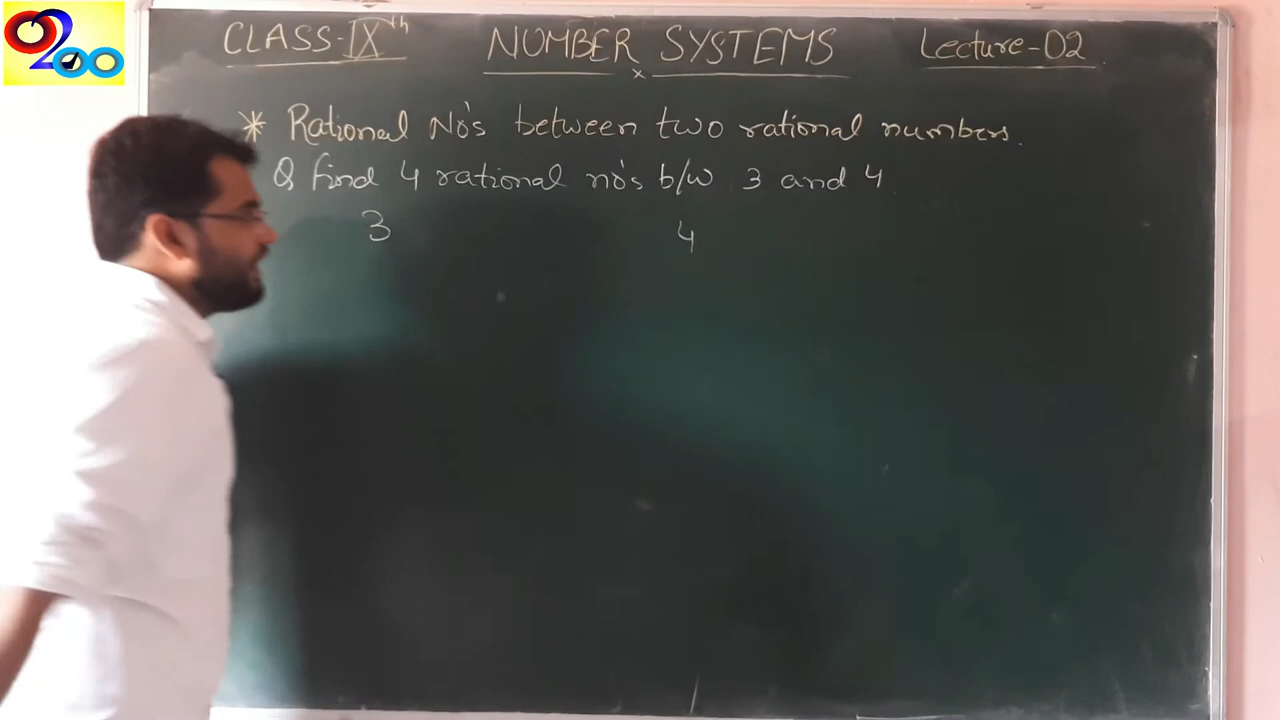 0200
CLASS-IXth NUMBER SYSTEMS Lecture-02
* Rational No's between two rational numbers.
Q find 4 rational no's b/w 3 and 4.
3 4